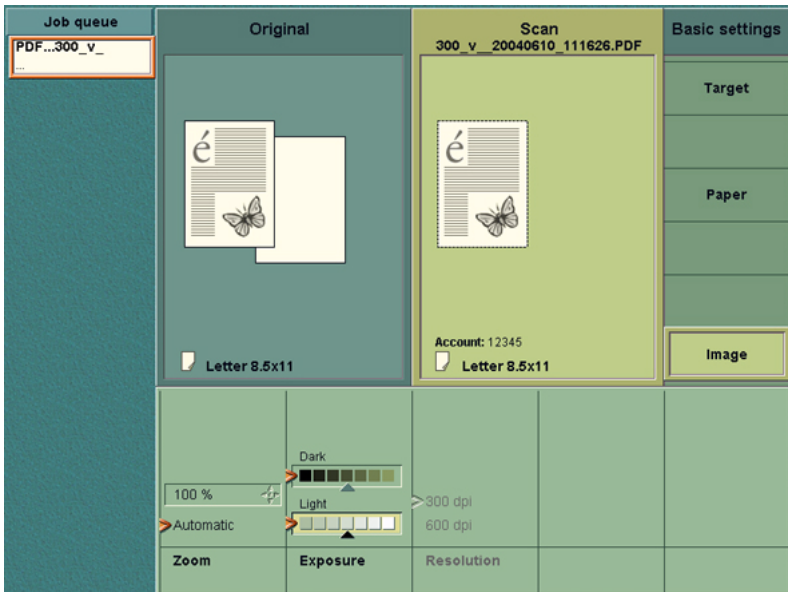 Job queue
PDF...300_v_
...
Original
é
Letter 8.5x11
Scan
300_v__20040610_111626.PDF
é
Account: 12345
Letter 8.5x11
Basic settings
Target
Paper
Image
100 %
Automatic
Zoom
Dark
Light
Exposure
300 dpi
600 dpi
Resolution